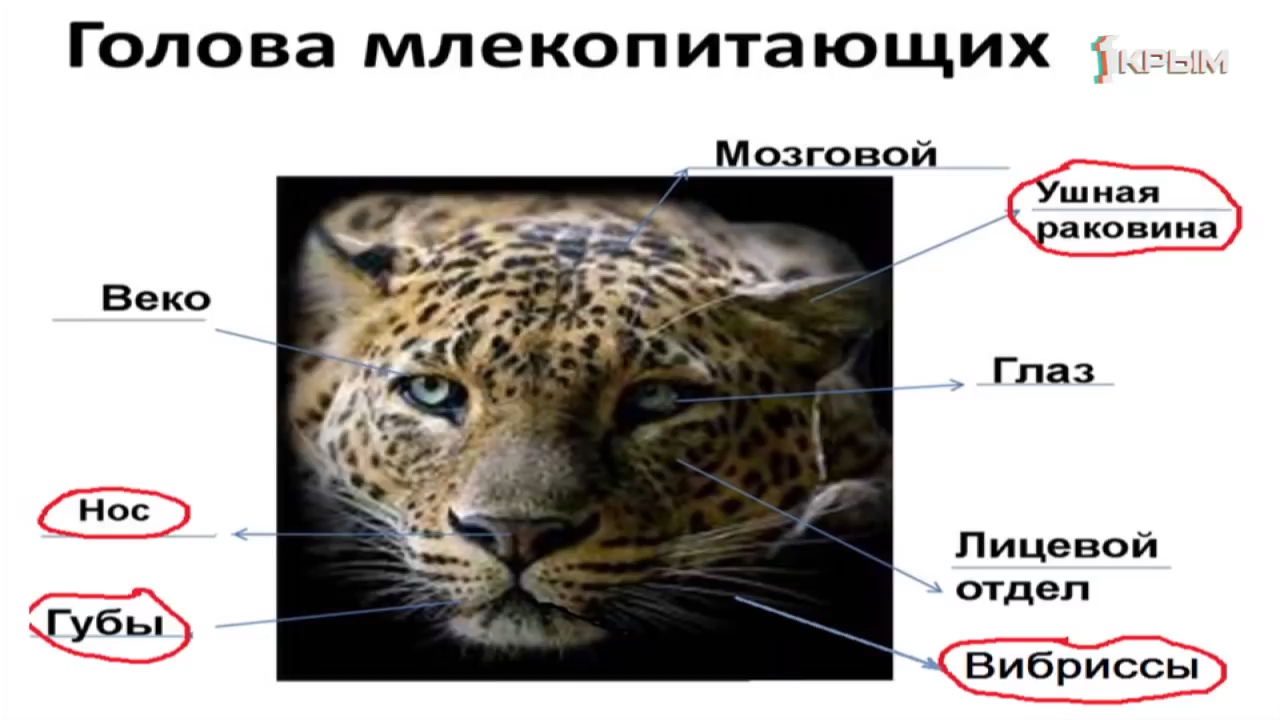 Голова млекопитающих
1КРЫМ
Мозговой
Ушная
раковина
Веко
Глаз
Нос
Лицевой
отдел
Губы
Вибриссы